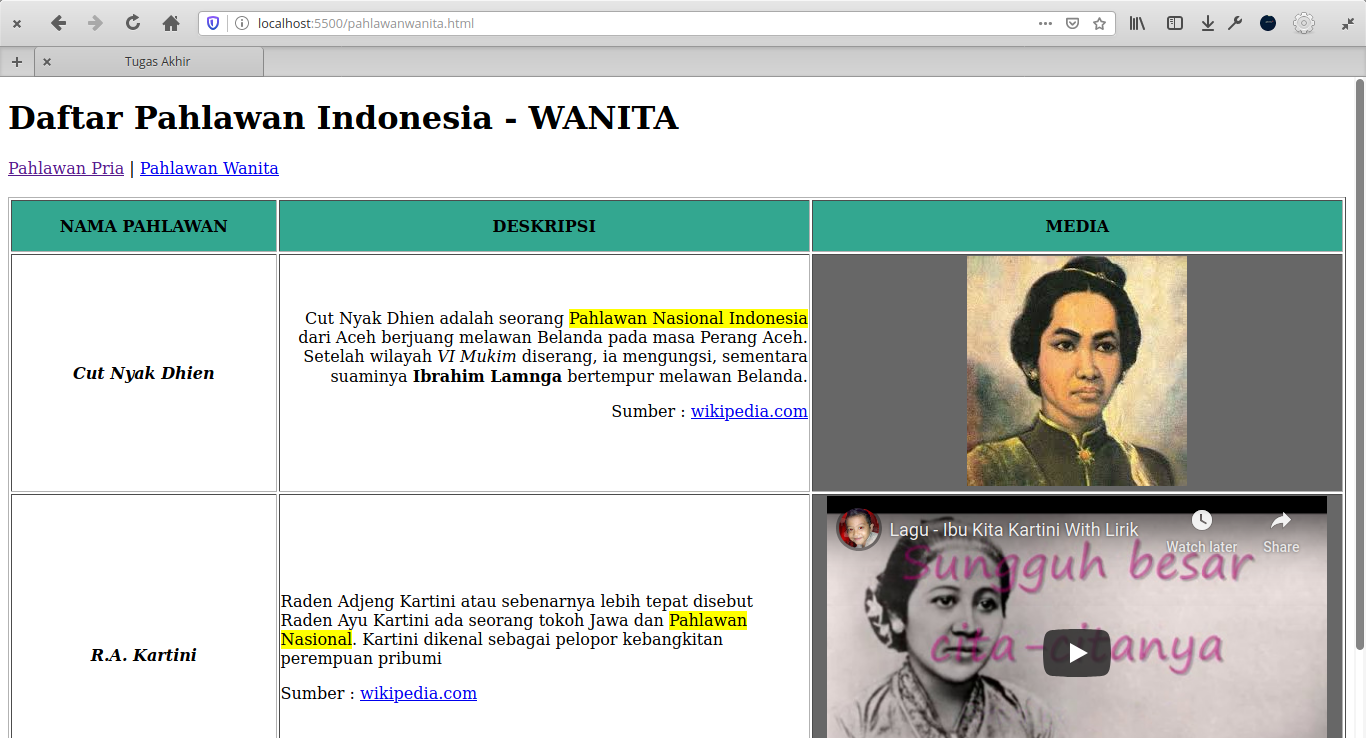 localhost:5500/pahlawanwanita.html
Tugas Akhir
Daftar Pahlawan Indonesia - WANITA
Pahlawan Pria | Pahlawan Wanita
NAMA PAHLAWAN
DESKRIPSI
MEDIA
Cut Nyak Dhien
Cut Nyak Dhien adalah seorang Pahlawan Nasional Indonesia
dari Aceh berjuang melawan Belanda pada masa Perang Aceh.
Setelah wilayah VI Mukim diserang, ia mengungsi, sementara
suaminya Ibrahim Lamnga bertempur melawan Belanda.
Sumber : wikipedia.com
R.A. Kartini
Raden Adjeng Kartini atau sebenarnya lebih tepat disebut
Raden Ayu Kartini ada seorang tokoh Jawa dan Pahlawan
Nasional. Kartini dikenal sebagai pelopor kebangkitan
perempuan pribumi
Sumber : wikipedia.com
Lagu - Ibu Kita Kartini With Lirik
Watch later
Share
Sungguh besar
cita-citanya